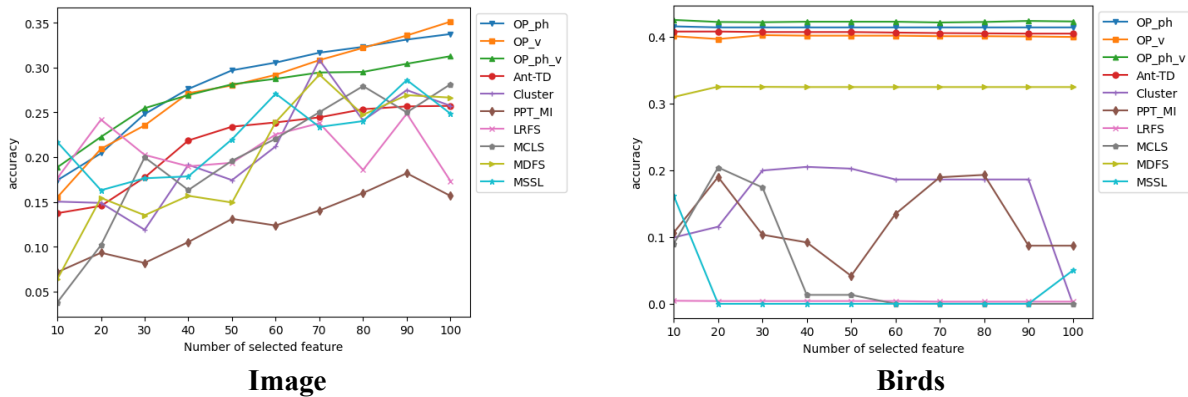 0.35
0.30
0.25
0.20
0.15
0.10
0.05
accuracy
10 20 30 40 50 60 70 80 90 100
Number of selected feature
OP_ph
OP_v
OP_ph_v
Ant-TD
Cluster
PPT_MI
LRFS
MCLS
MDFS
MSSL
Image
0.4
0.3
0.2
0.1
0.0
accuracy
10 20 30 40 50 60 70 80 90 100
Number of selected feature
OP_ph
OP_v
OP_ph_v
Ant-TD
Cluster
PPT_MI
LRFS
MCLS
MDFS
MSSL
Birds